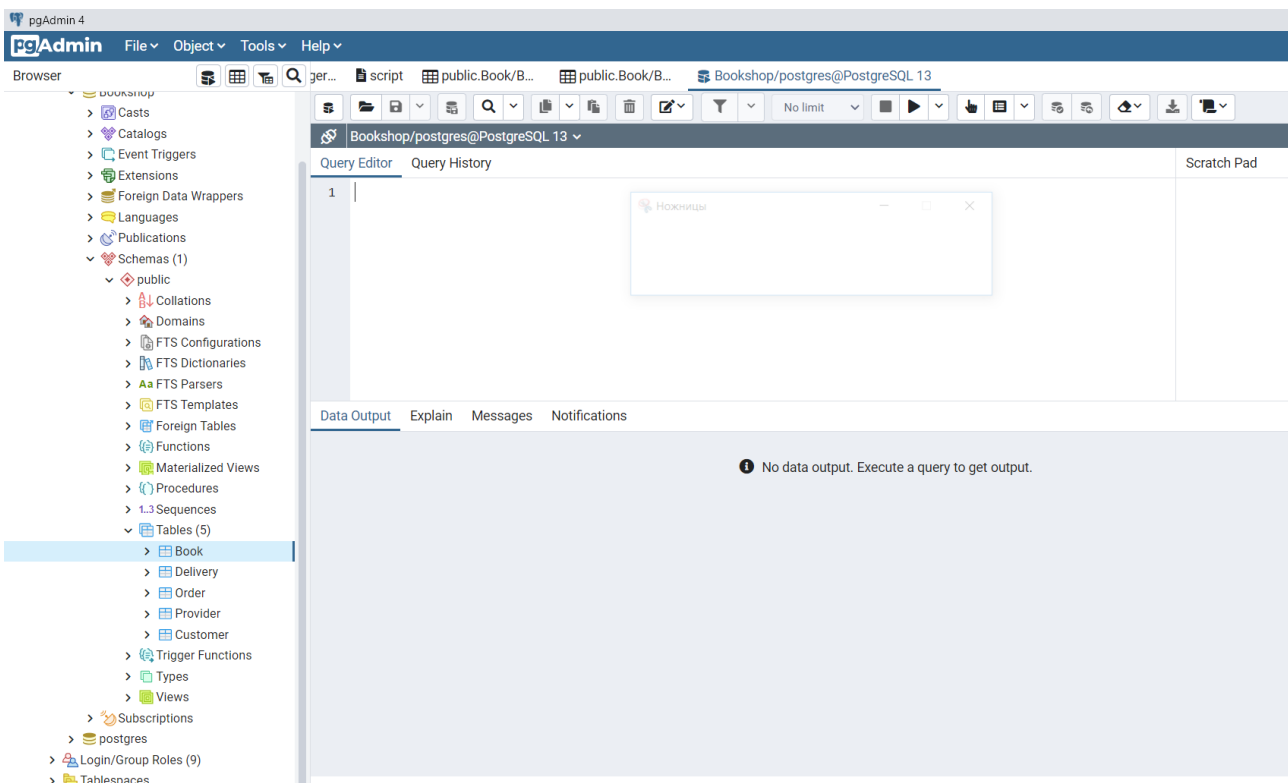 pgAdmin 4
pgAdmin File Object Tools Help
Browser
ger... script public.Book/B... public.Book/B... Bookshop/postgres@PostgreSQL 13
Bookshop
Casts
Catalogs
Event Triggers
Extensions
Foreign Data Wrappers
Languages
Publications
Schemas (1)
public
Collations
Domains
FTS Configurations
FTS Dictionaries
Aa FTS Parsers
FTS Templates
Foreign Tables
Functions
Materialized Views
Procedures
1..3 Sequences
Tables (5)
Book
Delivery
Order
Provider
Customer
Trigger Functions
Types
Views
Subscriptions
postgres
Login/Group Roles (9)
Tablespaces
No limit
Bookshop/postgres@PostgreSQL 13
Query Editor Query History
Scratch Pad
1
Ножницы
Data Output Explain Messages Notifications
No data output. Execute a query to get output.